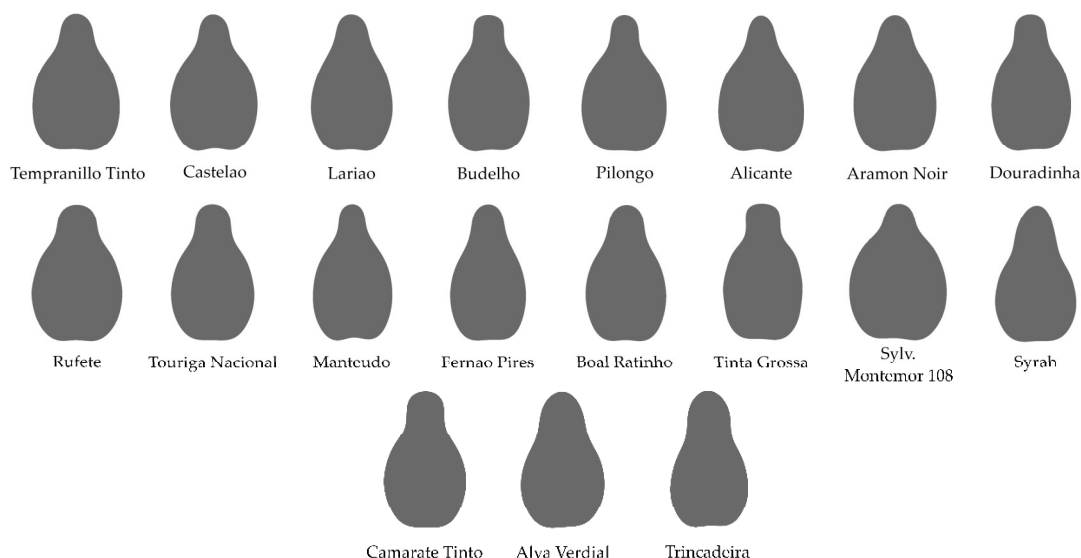 Tempranillo Tinto Castelao Lariao Budelho Pilongo Alicante Aramon Noir Douradinha
Rufete Touriga Nacional Manteudo Fernao Pires Boal Ratinho Tinta Grossa Sylv. Montemor 108 Syrah
Camarate Tinto Alva Verdial Trincadeira